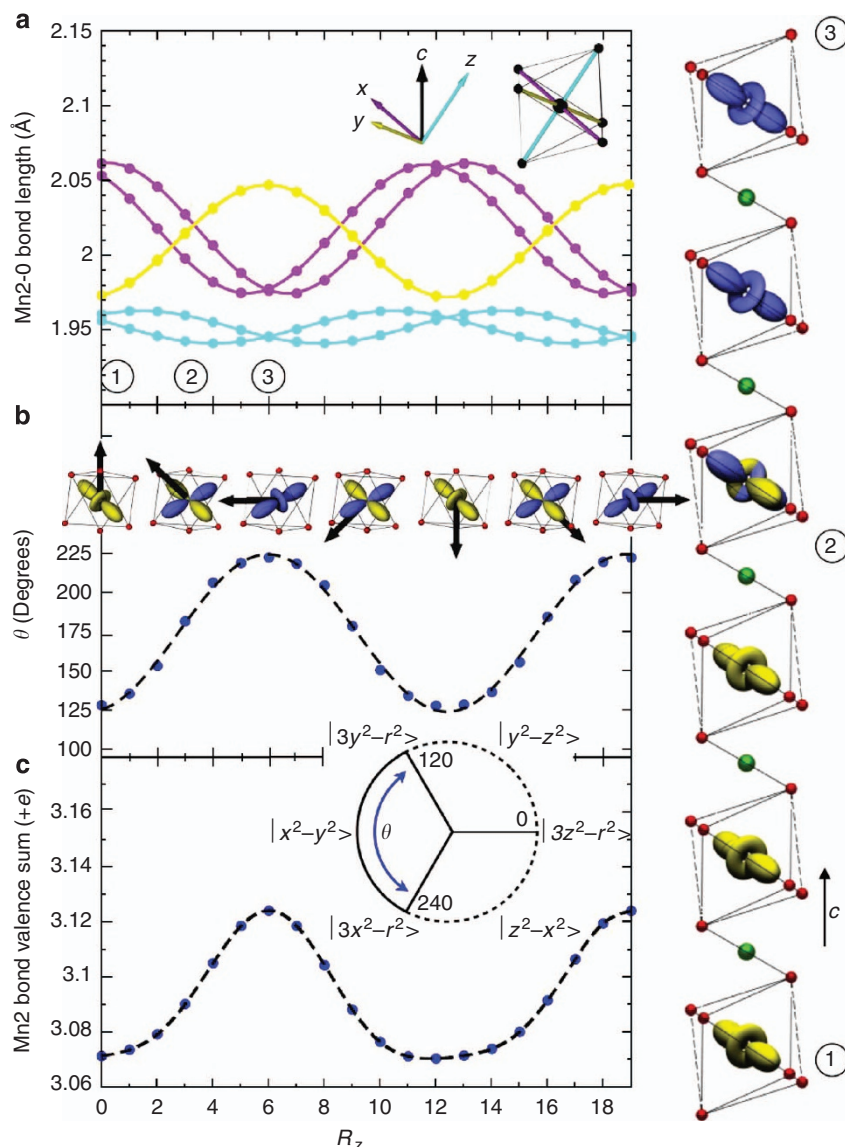 a
2.15
2.1
2.05
2
1.95
Mn2-0 bond length (Å)
c
z
x
y
1
2
3
b
225
200
175
150
125
100
θ (Degrees)
c
3.16
3.14
3.12
3.1
3.08
3.06
Mn2 bond valence sum (+e)
|3y²–r²>
|y²–z²>
120
|x²–y²>
θ
0
|3z²–r²>
240
|3x²–r²>
|z²–x²>
0 2 4 6 8 10 12 14 16 18
Rz
3
2
c
1